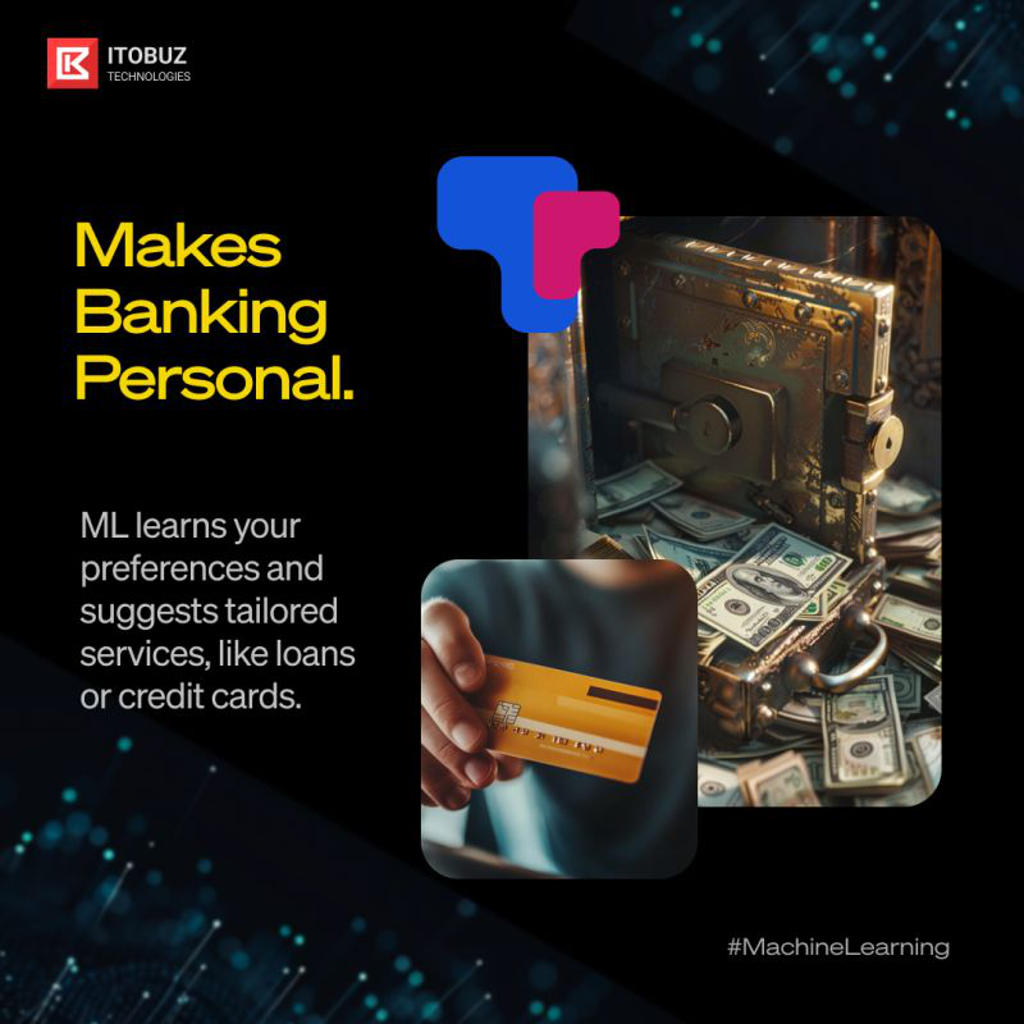 ITOBUZ
TECHNOLOGIES
Makes
Banking
Personal.
ML learns your
preferences and
suggests tailored
services, like loans
or credit cards.
#MachineLearning